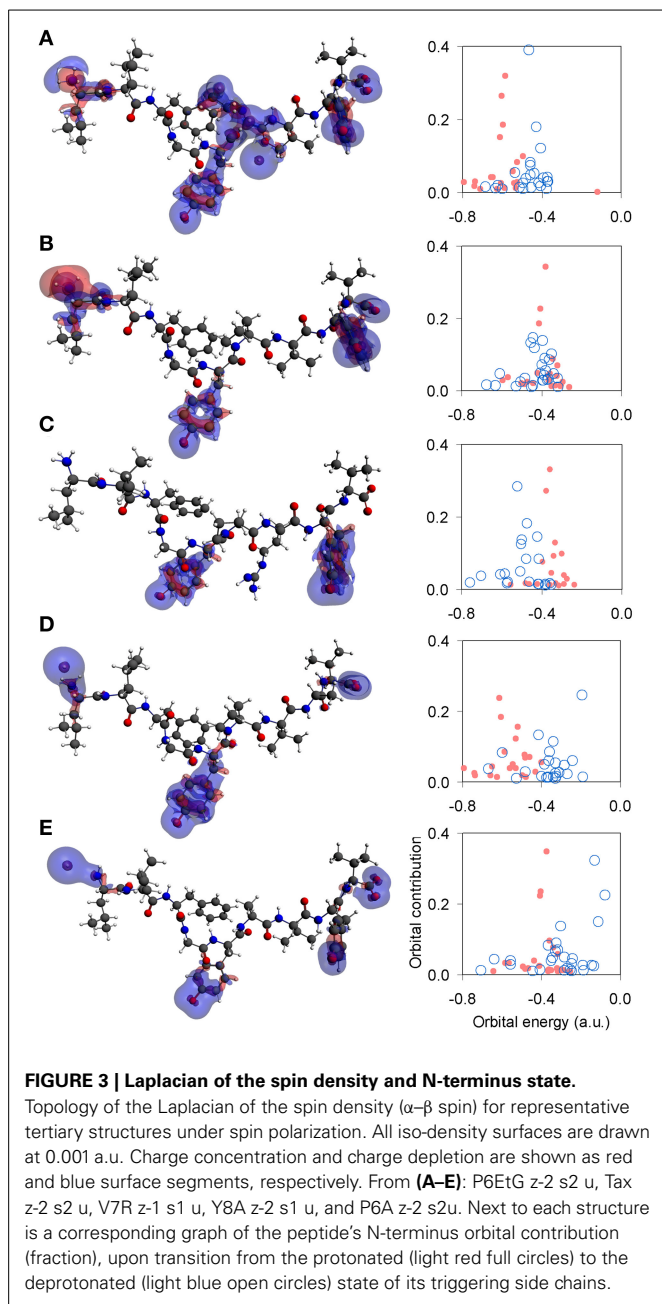 A
0.4
0.2
0.0
-0.8
-0.4
0.0
B
0.4
0.2
0.0
-0.8
-0.4
0.0
C
0.4
0.2
0.0
-0.8
-0.4
0.0
D
0.4
0.2
0.0
-0.8
-0.4
0.0
E
0.4
0.2
0.0
-0.8
-0.4
0.0
Orbital contribution
Orbital energy (a.u.)
FIGURE 3 | Laplacian of the spin density and N-terminus state.
Topology of the Laplacian of the spin density (α–β spin) for representative
tertiary structures under spin polarization. All iso-density surfaces are drawn
at 0.001 a.u. Charge concentration and charge depletion are shown as red
and blue surface segments, respectively. From (A–E): P6EtG z-2 s2 u, Tax
z-2 s2 u, V7R z-1 s1 u, Y8A z-2 s1 u, and P6A z-2 s2u. Next to each structure
is a corresponding graph of the peptide's N-terminus orbital contribution
(fraction), upon transition from the protonated (light red full circles) to the
deprotonated (light blue open circles) state of its triggering side chains.